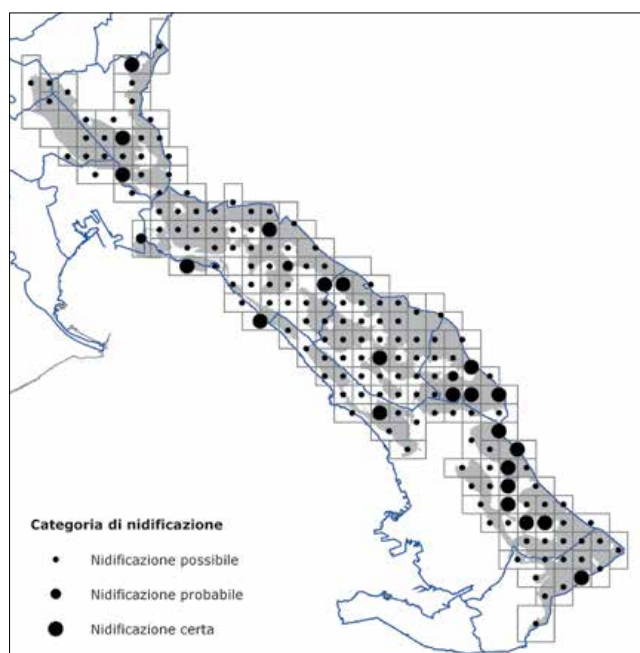 Categoria di nidificazione
Nidificazione possibile
Nidificazione probabile
Nidificazione certa